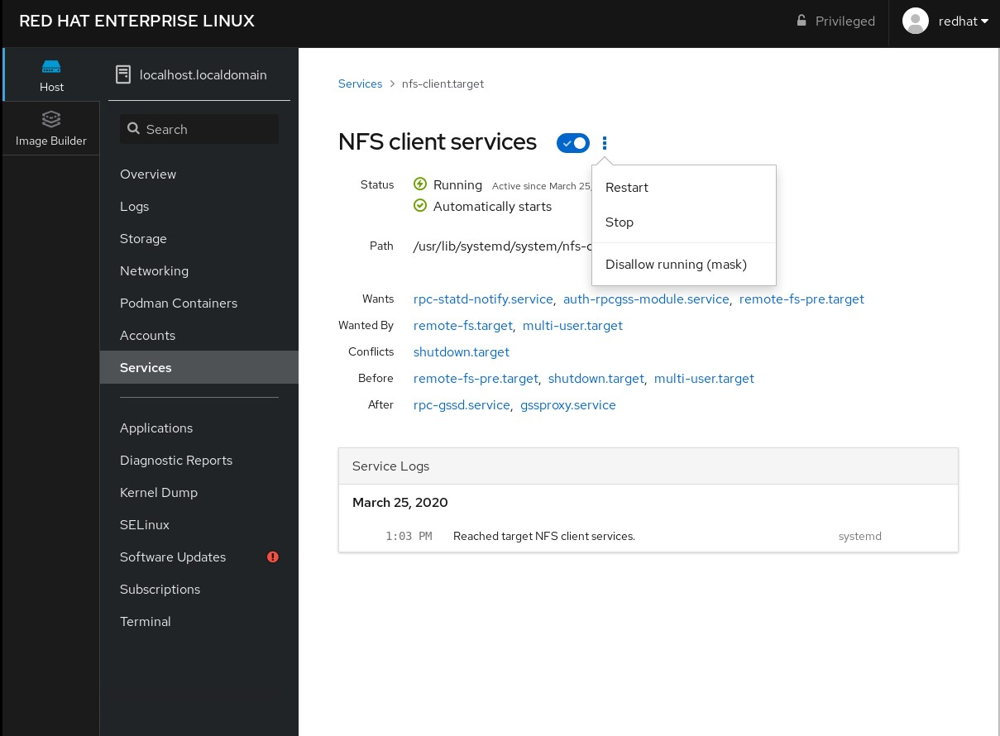 RED HAT ENTERPRISE LINUX
Privileged
redhat
Host
Image Builder
localhost.localdomain
Search
Overview
Logs
Storage
Networking
Podman Containers
Accounts
Services
Applications
Diagnostic Reports
Kernel Dump
SELinux
Software Updates
Subscriptions
Terminal
Services > nfs-client.target
NFS client services
Status Running Active since March 25,
Automatically starts
Path /usr/lib/systemd/system/nfs-c
Restart
Stop
Disallow running (mask)
Wants rpc-statd-notify.service, auth-rpcgss-module.service, remote-fs-pre.target
Wanted By remote-fs.target, multi-user.target
Conflicts shutdown.target
Before remote-fs-pre.target, shutdown.target, multi-user.target
After rpc-gssd.service, gssproxy.service
Service Logs
March 25, 2020
1:03 PM Reached target NFS client services. systemd